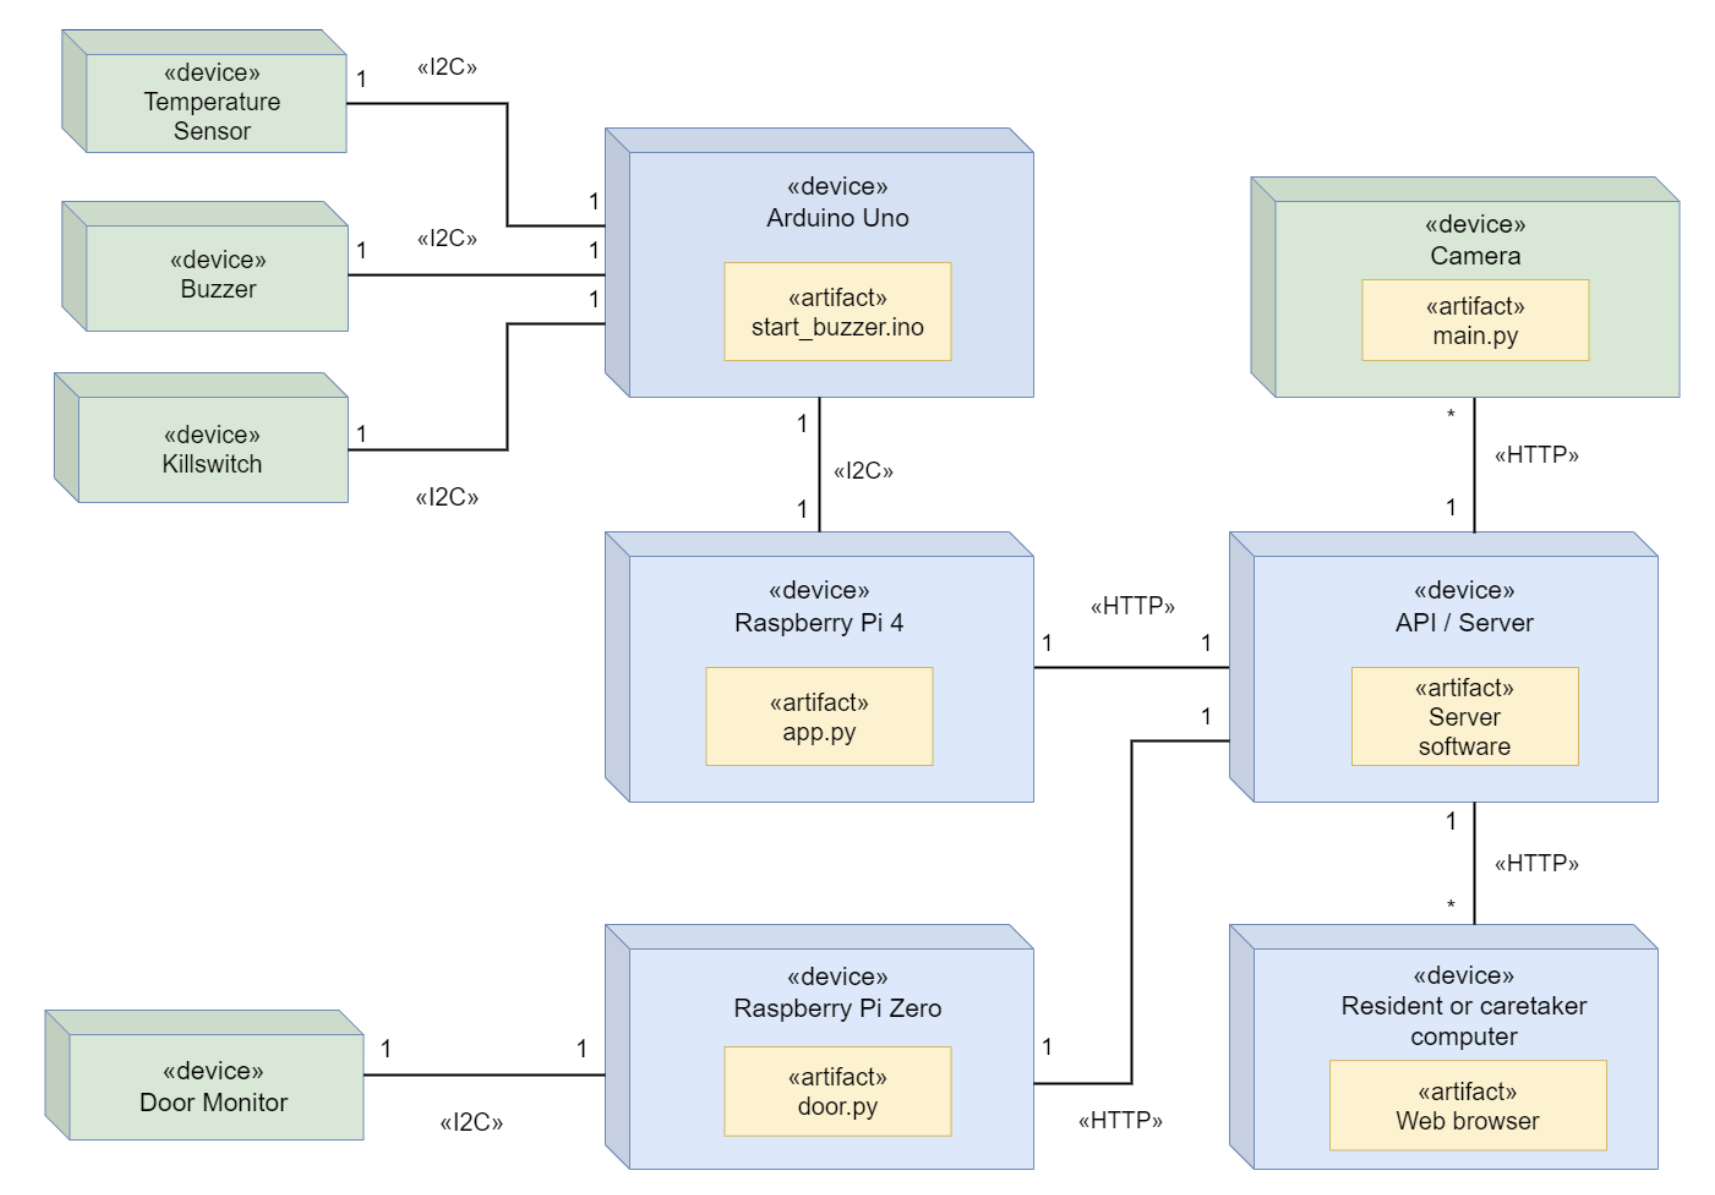 «device»
Temperature
Sensor
1
«I2C»
1
«device»
Buzzer
1
«I2C»
1
«device»
Killswitch
1
«I2C»
1
«device»
Arduino Uno
«artifact»
start_buzzer.ino
1
«I2C»
1
«device»
Camera
«artifact»
main.py
*
«HTTP»
1
«device»
Raspberry Pi 4
«artifact»
app.py
1
«HTTP»
1
«device»
API / Server
«artifact»
Server
software
1
1
«HTTP»
*
«device»
Door Monitor
1
«I2C»
1
«device»
Raspberry Pi Zero
«artifact»
door.py
1
«HTTP»
«device»
Resident or caretaker
computer
«artifact»
Web browser